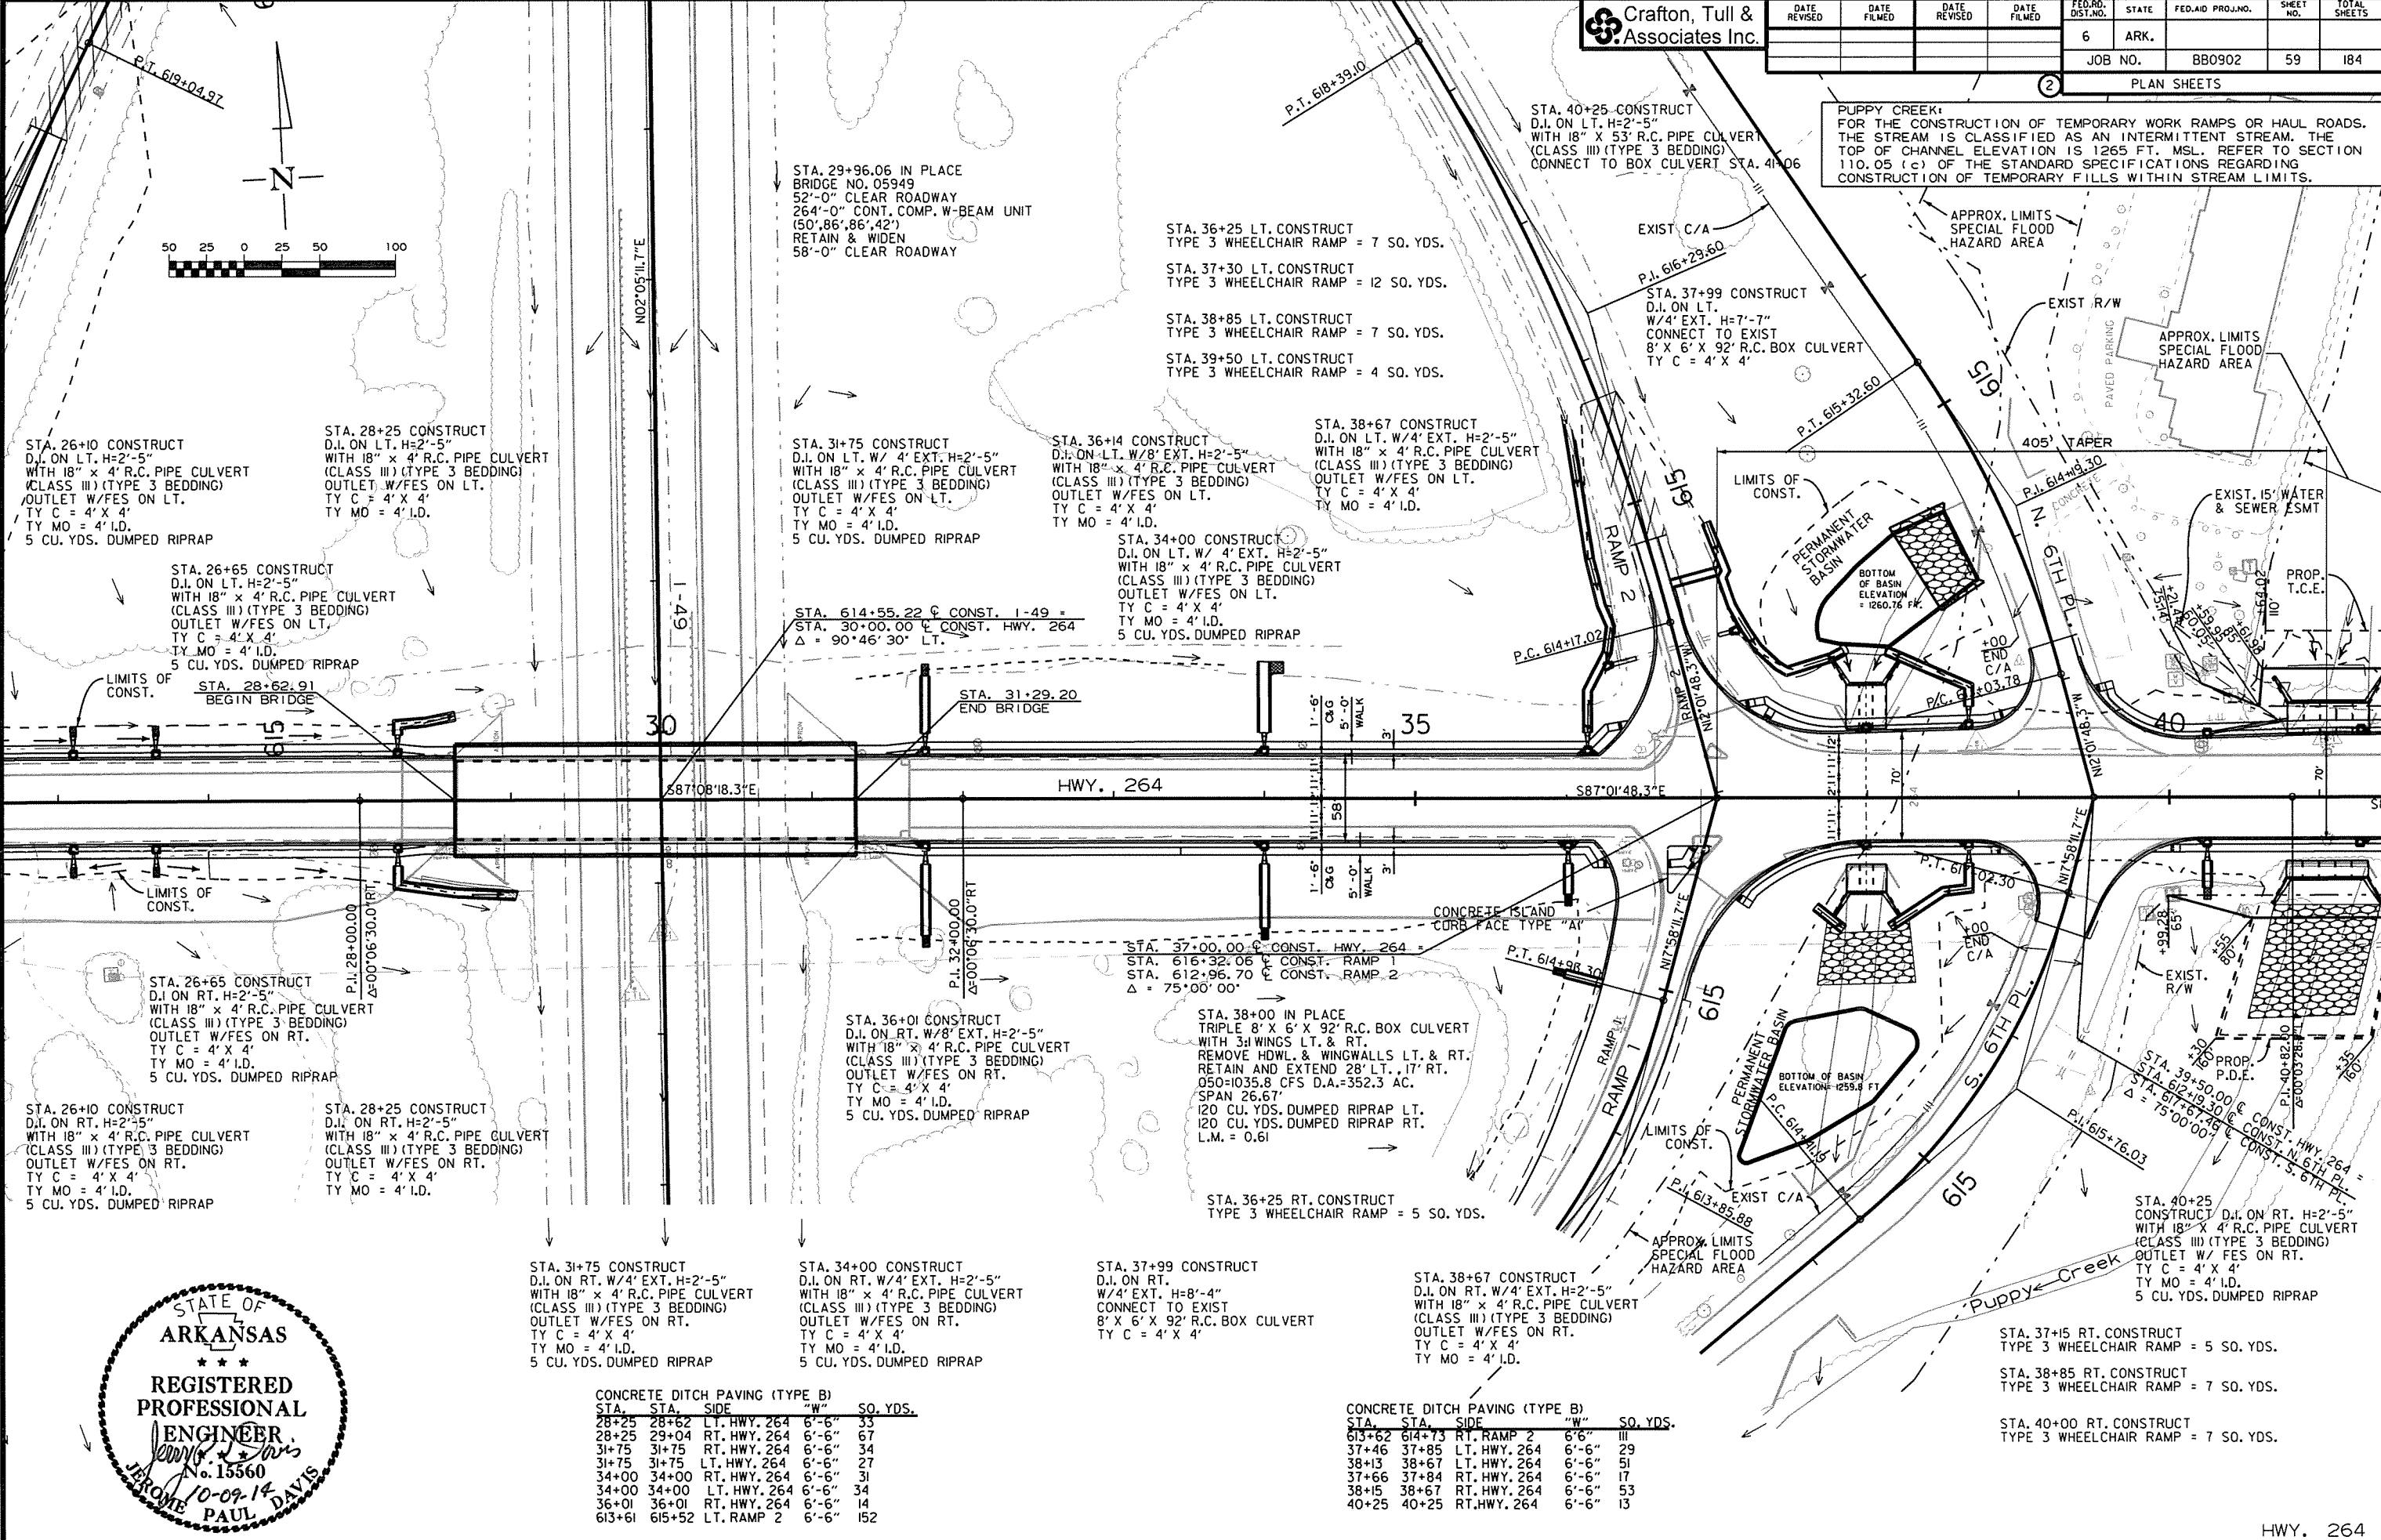 Crafton, Tull &
Associates Inc.
DATE REVISED
DATE FILMED
DATE REVISED
DATE FILMED
FED.RD. DIST.NO.
STATE
FED.AID PROJ.NO.
SHEET NO.
TOTAL SHEETS
6 ARK.
JOB NO. BB0902 59 184
2 PLAN SHEETS
PUPPY CREEK:
FOR THE CONSTRUCTION OF TEMPORARY WORK RAMPS OR HAUL ROADS.
THE STREAM IS CLASSIFIED AS AN INTERMITTENT STREAM. THE
TOP OF CHANNEL ELEVATION IS 1265 FT. MSL. REFER TO SECTION
110.05 (c) OF THE STANDARD SPECIFICATIONS REGARDING
CONSTRUCTION OF TEMPORARY FILLS WITHIN STREAM LIMITS.
P.T. 619+04.97
N
50 25 0 25 50 100
N02°05'11.7"E
STA. 29+96.06 IN PLACE
BRIDGE NO. 05949
52'-0" CLEAR ROADWAY
264'-0" CONT. COMP. W-BEAM UNIT
(50',86',86',42')
RETAIN & WIDEN
58'-0" CLEAR ROADWAY
P.T. 618+39.10
STA. 40+25 CONSTRUCT
D.I. ON LT. H=2'-5"
WITH 18" X 53' R.C. PIPE CULVERT
(CLASS III) (TYPE 3 BEDDING)
CONNECT TO BOX CULVERT STA. 41+06
STA. 36+25 LT. CONSTRUCT
TYPE 3 WHEELCHAIR RAMP = 7 SQ. YDS.
STA. 37+30 LT. CONSTRUCT
TYPE 3 WHEELCHAIR RAMP = 12 SQ. YDS.
STA. 38+85 LT. CONSTRUCT
TYPE 3 WHEELCHAIR RAMP = 7 SQ. YDS.
STA. 39+50 LT. CONSTRUCT
TYPE 3 WHEELCHAIR RAMP = 4 SQ. YDS.
EXIST C/A
P.I. 616+29.60
STA. 37+99 CONSTRUCT
D.I. ON LT.
W/4' EXT. H=7'-7"
CONNECT TO EXIST
8' X 6' X 92' R.C. BOX CULVERT
TY C = 4' X 4'
APPROX. LIMITS
SPECIAL FLOOD
HAZARD AREA
EXIST R/W
APPROX. LIMITS
SPECIAL FLOOD
HAZARD AREA
PAVED PARKING
615
P.T. 615+32.60
405' TAPER
STA. 26+10 CONSTRUCT
D.I. ON LT. H=2'-5"
WITH 18" x 4' R.C. PIPE CULVERT
(CLASS III) (TYPE 3 BEDDING)
OUTLET W/FES ON LT.
TY C = 4' X 4'
TY MO = 4' I.D.
5 CU. YDS. DUMPED RIPRAP
STA. 28+25 CONSTRUCT
D.I. ON LT. H=2'-5"
WITH 18" x 4' R.C. PIPE CULVERT
(CLASS III) (TYPE 3 BEDDING)
OUTLET W/FES ON LT.
TY C = 4' X 4'
TY MO = 4' I.D.
STA. 31+75 CONSTRUCT
D.I. ON LT. W/ 4' EXT. H=2'-5"
WITH 18" x 4' R.C. PIPE CULVERT
(CLASS III) (TYPE 3 BEDDING)
OUTLET W/FES ON LT.
TY C = 4' X 4'
TY MO = 4' I.D.
5 CU. YDS. DUMPED RIPRAP
STA. 36+14 CONSTRUCT
D.I. ON LT. W/8' EXT. H=2'-5"
WITH 18" x 4' R.C. PIPE CULVERT
(CLASS III) (TYPE 3 BEDDING)
OUTLET W/FES ON LT.
TY C = 4' X 4'
TY MO = 4' I.D.
STA. 38+67 CONSTRUCT
D.I. ON LT. W/4' EXT. H=2'-5"
WITH 18" x 4' R.C. PIPE CULVERT
(CLASS III) (TYPE 3 BEDDING)
OUTLET W/FES ON LT.
TY C = 4' X 4'
TY MO = 4' I.D.
615
LIMITS OF
CONST.
P.I. 614+19.30
CONCRETE
EXIST. 15' WATER
& SEWER ESMT
STA. 26+65 CONSTRUCT
D.I. ON LT. H=2'-5"
WITH 18" x 4' R.C. PIPE CULVERT
(CLASS III) (TYPE 3 BEDDING)
OUTLET W/FES ON LT.
TY C = 4' X 4'
TY MO = 4' I.D.
5 CU. YDS. DUMPED RIPRAP
STA. 34+00 CONSTRUCT
D.I. ON LT. W/ 4' EXT. H=2'-5"
WITH 18" x 4' R.C. PIPE CULVERT
(CLASS III) (TYPE 3 BEDDING)
OUTLET W/FES ON LT.
TY C = 4' X 4'
TY MO = 4' I.D.
5 CU. YDS. DUMPED RIPRAP
I-49
STA. 614+55.22 ℄ CONST. I-49 =
STA. 30+00.00 ℄ CONST. HWY. 264
Δ = 90°46'30" LT.
RAMP 2
PERMANENT
STORMWATER
BASIN
BOTTOM
OF BASIN
ELEVATION
= 1260.76 FT.
N. 6TH PL.
PROP.
T.C.E.
+64.02
110'
P.C. 614+17.02
+00
END
C/A
LIMITS OF
CONST.
STA. 28+62.91
BEGIN BRIDGE
STA. 31+29.20
END BRIDGE
RAMP 2
N12°01'48.3"W
N12°01'48.3"W
615
30
35
40
1'-6"
C&G
5'-0"
WALK
3'
58'
HWY. 264
S87°08'18.3"E
S87°01'48.3"E
70'
70'
1'-6"
C&G
5'-0"
WALK
3'
LIMITS OF
CONST.
P.I. 28+00.00
Δ=00°06'30.0"RT
P.I. 32+00.00
Δ=00°06'30.0"RT
CONCRETE ISLAND
CURB FACE TYPE "A"
N17°58'11.7"E
N17°58'11.7"E
+00
END
C/A
+99.28
65'
EXIST.
R/W
STA. 37+00.00 ℄ CONST. HWY. 264 =
STA. 616+32.06 ℄ CONST. RAMP 1
STA. 612+96.70 ℄ CONST. RAMP 2
Δ = 75°00'00"
STA. 26+65 CONSTRUCT
D.I ON RT. H=2'-5"
WITH 18" x 4' R.C. PIPE CULVERT
(CLASS III) (TYPE 3 BEDDING)
OUTLET W/FES ON RT.
TY C = 4' X 4'
TY MO = 4' I.D.
5 CU. YDS. DUMPED RIPRAP
STA. 36+01 CONSTRUCT
D.I. ON RT. W/8' EXT. H=2'-5"
WITH 18" x 4' R.C. PIPE CULVERT
(CLASS III) (TYPE 3 BEDDING)
OUTLET W/FES ON RT.
TY C = 4' X 4'
TY MO = 4' I.D.
5 CU. YDS. DUMPED RIPRAP
STA. 38+00 IN PLACE
TRIPLE 8' X 6' X 92' R.C. BOX CULVERT
WITH 3:1 WINGS LT. & RT.
REMOVE HDWL. & WINGWALLS LT. & RT.
RETAIN AND EXTEND 28' LT., 17' RT.
Q50=1035.8 CFS D.A.=352.3 AC.
SPAN 26.67'
120 CU. YDS. DUMPED RIPRAP LT.
120 CU. YDS. DUMPED RIPRAP RT.
L.M. = 0.61
615
RAMP 1
RAMP 1
PERMANENT
STORMWATER BASIN
BOTTOM OF BASIN
ELEVATION= 1259.8 FT
S. 6TH PL.
PROP.
P.D.E.
+30
160'
+35
160'
P.I. 40+82.00
STA. 39+50.00 ℄ CONST. HWY. 264 =
STA. 612+19.30 ℄ CONST. N. 6TH PL.
STA. 617+67.46 ℄ CONST. S. 6TH PL.
Δ = 75°00'00"
P.I. 615+76.03
STA. 26+10 CONSTRUCT
D.I. ON RT. H=2'-5"
WITH 18" x 4' R.C. PIPE CULVERT
(CLASS III) (TYPE 3 BEDDING)
OUTLET W/FES ON RT.
TY C = 4' X 4'
TY MO = 4' I.D.
5 CU. YDS. DUMPED RIPRAP
STA. 28+25 CONSTRUCT
D.I. ON RT. H=2'-5"
WITH 18" x 4' R.C. PIPE CULVERT
(CLASS III) (TYPE 3 BEDDING)
OUTLET W/FES ON RT.
TY C = 4' X 4'
TY MO = 4' I.D.
LIMITS OF
CONST.
P.I. 613+85.88
EXIST C/A
615
STA. 36+25 RT. CONSTRUCT
TYPE 3 WHEELCHAIR RAMP = 5 SQ. YDS.
APPROX. LIMITS
SPECIAL FLOOD
HAZARD AREA
Puppy Creek
STA. 40+25
CONSTRUCT D.I. ON RT. H=2'-5"
WITH 18" X 4' R.C. PIPE CULVERT
(CLASS III) (TYPE 3 BEDDING)
OUTLET W/ FES ON RT.
TY C = 4' X 4'
TY MO = 4' I.D.
5 CU. YDS. DUMPED RIPRAP
STA. 31+75 CONSTRUCT
D.I. ON RT. W/4' EXT. H=2'-5"
WITH 18" x 4' R.C. PIPE CULVERT
(CLASS III) (TYPE 3 BEDDING)
OUTLET W/FES ON RT.
TY C = 4' X 4'
TY MO = 4' I.D.
5 CU. YDS. DUMPED RIPRAP
STA. 34+00 CONSTRUCT
D.I. ON RT. W/4' EXT. H=2'-5"
WITH 18" x 4' R.C. PIPE CULVERT
(CLASS III) (TYPE 3 BEDDING)
OUTLET W/FES ON RT.
TY C = 4' X 4'
TY MO = 4' I.D.
5 CU. YDS. DUMPED RIPRAP
STA. 37+99 CONSTRUCT
D.I. ON RT.
W/4' EXT. H=8'-4"
CONNECT TO EXIST
8' X 6' X 92' R.C. BOX CULVERT
TY C = 4' X 4'
STA. 38+67 CONSTRUCT
D.I. ON RT. W/4' EXT. H=2'-5"
WITH 18" x 4' R.C. PIPE CULVERT
(CLASS III) (TYPE 3 BEDDING)
OUTLET W/FES ON RT.
TY C = 4' X 4'
TY MO = 4' I.D.
STA. 37+15 RT. CONSTRUCT
TYPE 3 WHEELCHAIR RAMP = 5 SQ. YDS.
STA. 38+85 RT. CONSTRUCT
TYPE 3 WHEELCHAIR RAMP = 7 SQ. YDS.
STA. 40+00 RT. CONSTRUCT
TYPE 3 WHEELCHAIR RAMP = 7 SQ. YDS.
STATE OF
ARKANSAS
REGISTERED
PROFESSIONAL
ENGINEER
No. 15560
10-09-14
JEROME PAUL DAVIS
CONCRETE DITCH PAVING (TYPE B)
STA. STA. SIDE "W" SQ. YDS.
28+25 28+62 LT. HWY. 264 6'-6" 33
28+25 29+04 RT. HWY. 264 6'-6" 67
31+75 31+75 RT. HWY. 264 6'-6" 34
31+75 31+75 LT. HWY. 264 6'-6" 27
34+00 34+00 RT. HWY. 264 6'-6" 31
34+00 34+00 LT. HWY. 264 6'-6" 34
36+01 36+01 RT. HWY. 264 6'-6" 14
613+61 615+52 LT. RAMP 2 6'-6" 152
CONCRETE DITCH PAVING (TYPE B)
STA. STA. SIDE "W" SQ. YDS.
613+62 614+73 RT. RAMP 2 6'6" 111
37+46 37+85 LT. HWY. 264 6'-6" 29
38+13 38+67 LT. HWY. 264 6'-6" 51
37+66 37+84 RT. HWY. 264 6'-6" 17
38+15 38+67 RT. HWY. 264 6'-6" 53
40+25 40+25 RT.HWY. 264 6'-6" 13
HWY. 264